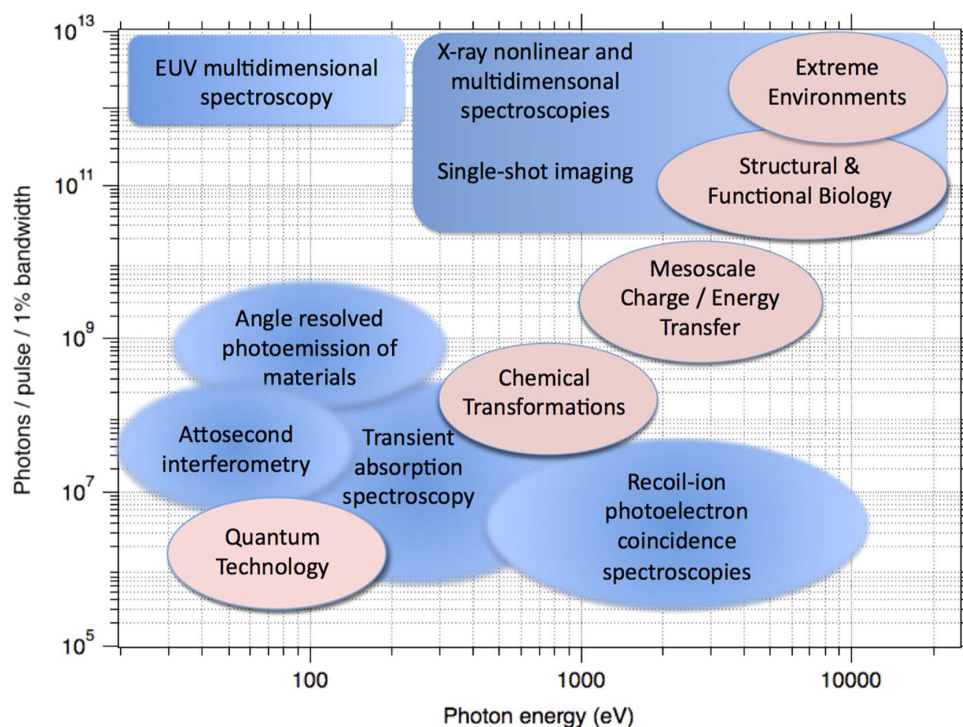 10^13
EUV multidimensional
spectroscopy
X-ray nonlinear and
multidimensonal
spectroscopies
Extreme
Environments
Single-shot imaging
Structural &
Functional Biology
10^11
Mesoscale
Charge / Energy
Transfer
10^9
Angle resolved
photoemission of
materials
Chemical
Transformations
Attosecond
interferometry
Transient
absorption
spectroscopy
10^7
Recoil-ion
photoelectron
coincidence
spectroscopies
Quantum
Technology
10^5
Photons / pulse / 1% bandwidth
100
1000
10000
Photon energy (eV)